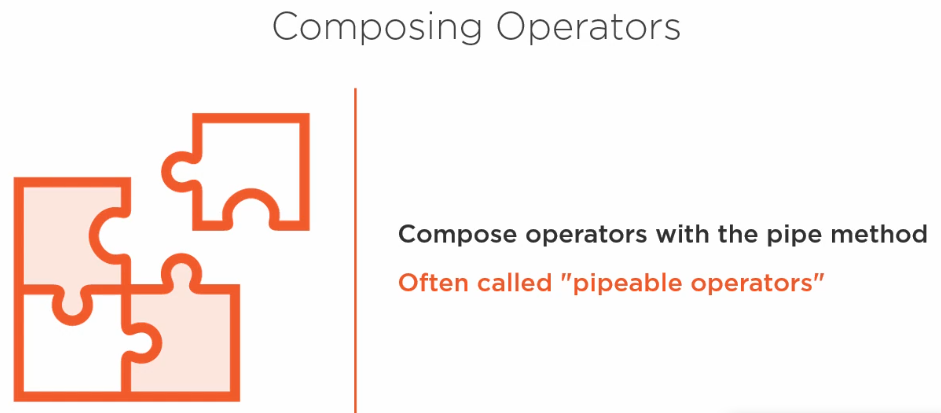 Composing Operators
Compose operators with the pipe method
Often called "pipeable operators"